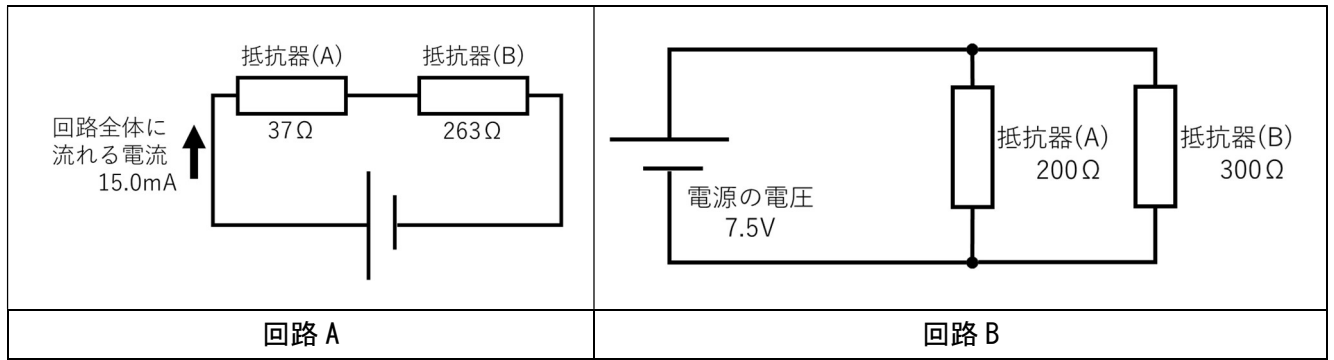 抵抗器(A)
抵抗器(B)
37Ω
263Ω
回路全体に
流れる電流
15.0mA
電源の電圧
7.5V
抵抗器(A)
200Ω
抵抗器(B)
300Ω
回路 A
回路 B